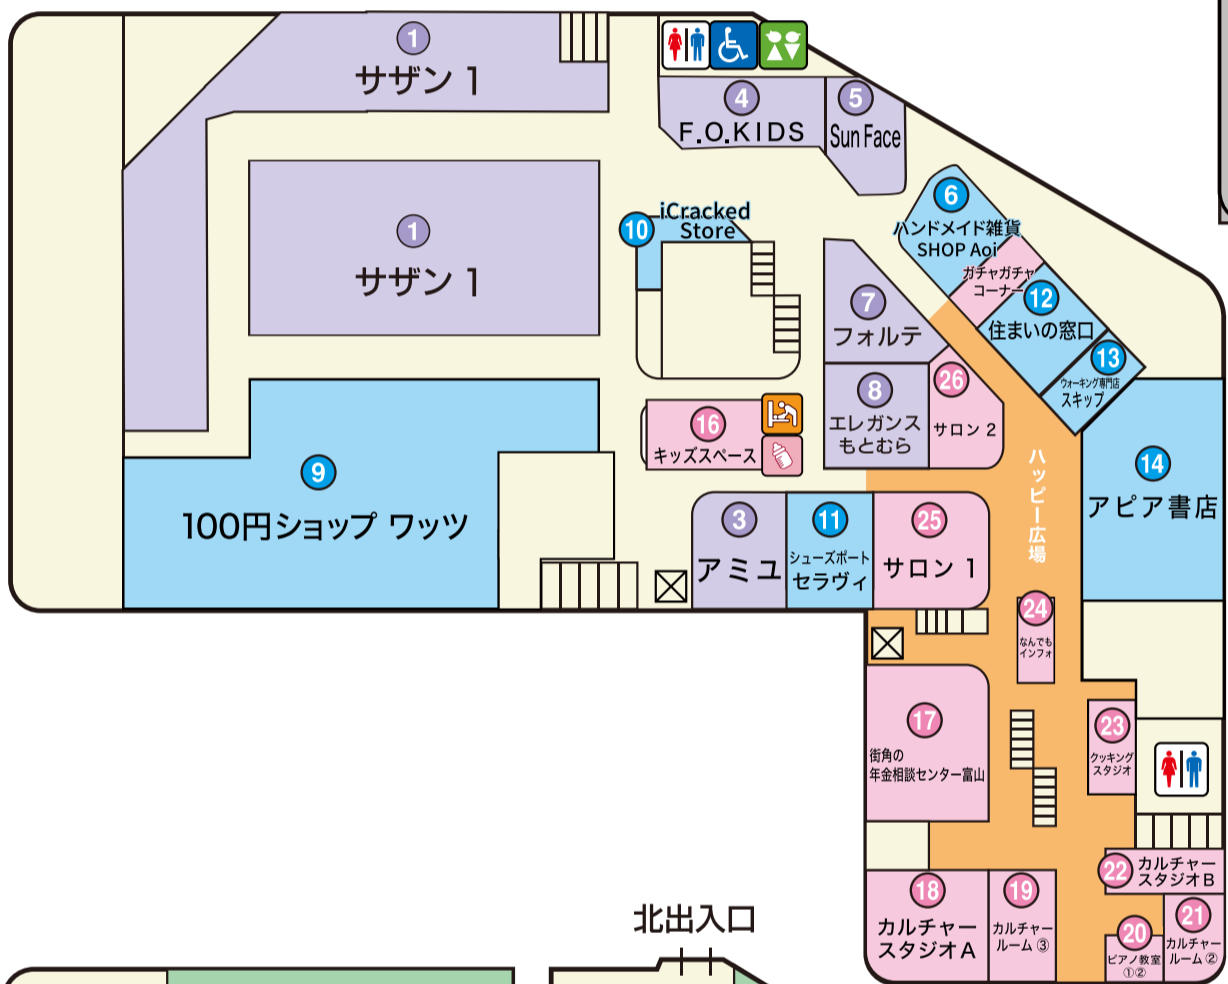 1
サザン 1
4
F.O.KIDS
5
Sun Face
1
サザン 1
10
iCracked
Store
6
ハンドメイド雑貨
SHOP Aoi
ガチャガチャ
コーナー
12
住まいの窓口
13
ウォーキング専門店
スキップ
7
フォルテ
26
サロン 2
8
エレガンス
もとむら
16
キッズスペース
9
100円ショップ ワッツ
14
アピア書店
ハッピー広場
3
アミュ
11
シューズポート
セラヴィ
25
サロン 1
24
なんでも
インフォ
17
街角の
年金相談センター富山
23
クッキング
スタジオ
22
カルチャー
スタジオB
18
カルチャー
スタジオA
19
カルチャー
ルーム ③
20
ピアノ教室
①②
21
カルチャー
ルーム ②
北出入口